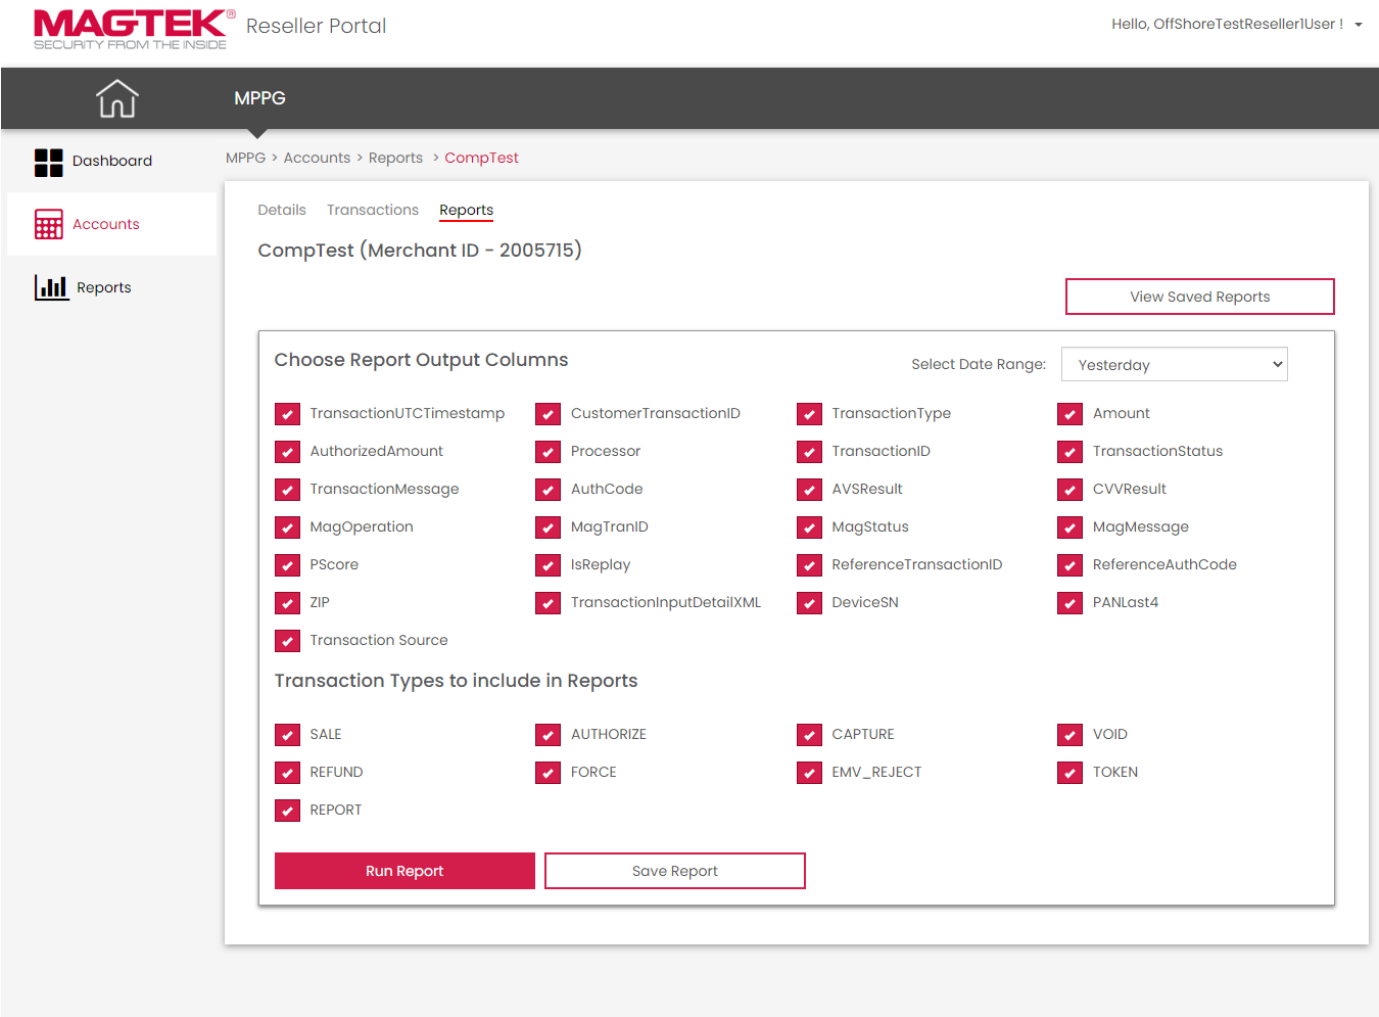 MAGTEK® Reseller Portal
SECURITY FROM THE INSIDE
Hello, OffShoreTestReseller1User !
MPPG
Dashboard
Accounts
Reports
MPPG > Accounts > Reports > CompTest
Details Transactions Reports
CompTest (Merchant ID - 2005715)
View Saved Reports
Choose Report Output Columns
Select Date Range: Yesterday
TransactionUTCTimestamp CustomerTransactionID TransactionType Amount
AuthorizedAmount Processor TransactionID TransactionStatus
TransactionMessage AuthCode AVSResult CVVResult
MagOperation MagTranID MagStatus MagMessage
PScore IsReplay ReferenceTransactionID ReferenceAuthCode
ZIP TransactionInputDetailXML DeviceSN PANLast4
Transaction Source
Transaction Types to include in Reports
SALE AUTHORIZE CAPTURE VOID
REFUND FORCE EMV_REJECT TOKEN
REPORT
Run Report Save Report